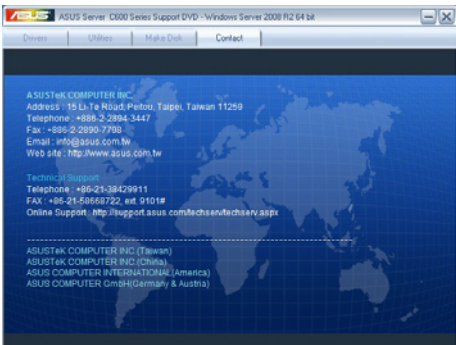 ASUS ASUS Server C600 Series Support DVD - Windows Server 2008 R2 64 bit
Drivers Utilities Make Disk Contact
ASUSTeK COMPUTER INC.
Address : 15 Li-Te Road, Peitou, Taipei, Taiwan 11259
Telephone : +886-2-2894-3447
Fax : +886-2-2890-7798
Email : info@asus.com.tw
Web site : http://www.asus.com.tw
Technical Support
Telephone : +86-21-38429911
FAX : +86-21-58668722, ext. 9101#
Online Support : http://support.asus.com/techserv/techserv.aspx
ASUSTeK COMPUTER INC.(Taiwan)
ASUSTeK COMPUTER INC.(China)
ASUS COMPUTER INTERNATIONAL(America)
ASUS COMPUTER GmbH(Germany & Austria)